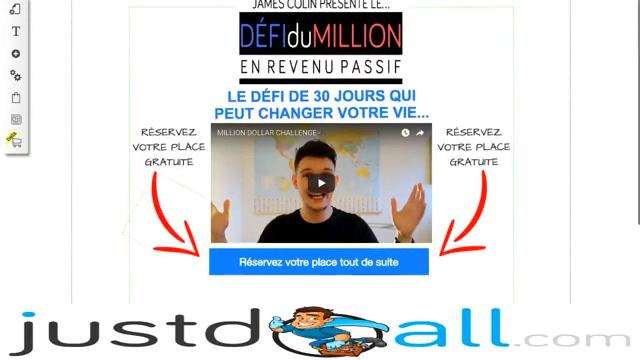 JAMES COLIN PRÉSENTE LE...
DÉFIduMILLION
EN REVENU PASSIF
LE DÉFI DE 30 JOURS QUI
PEUT CHANGER VOTRE VIE...
MILLION DOLLAR CHALLENGE -
RÉSERVEZ
VOTRE PLACE
GRATUITE
RÉSERVEZ
VOTRE PLACE
GRATUITE
Réservez votre place tout de suite
justdoall.com